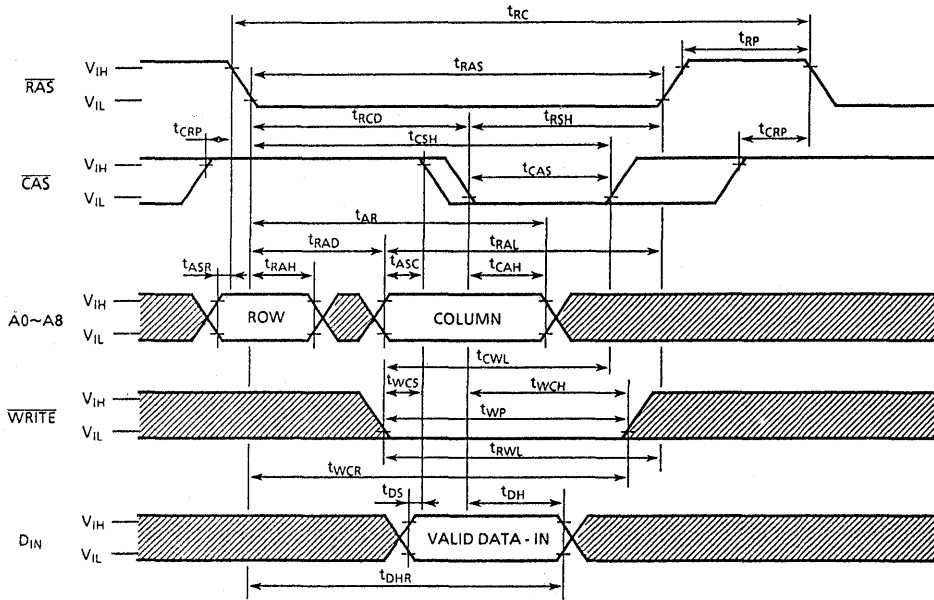 tRC
tRP
RAS
VIH
VIL
tRAS
tRCD
tRSH
tCRP
tCSH
tCRP
CAS
VIH
VIL
tCAS
tAR
tRAD
tRAL
tASR
tRAH
tASC
tCAH
A0~A8
VIH
VIL
ROW
COLUMN
tCWL
tWCS
tWCH
WRITE
VIH
VIL
tWP
tRWL
tWCR
tDS
tDH
DIN
VIH
VIL
VALID DATA - IN
tDHR